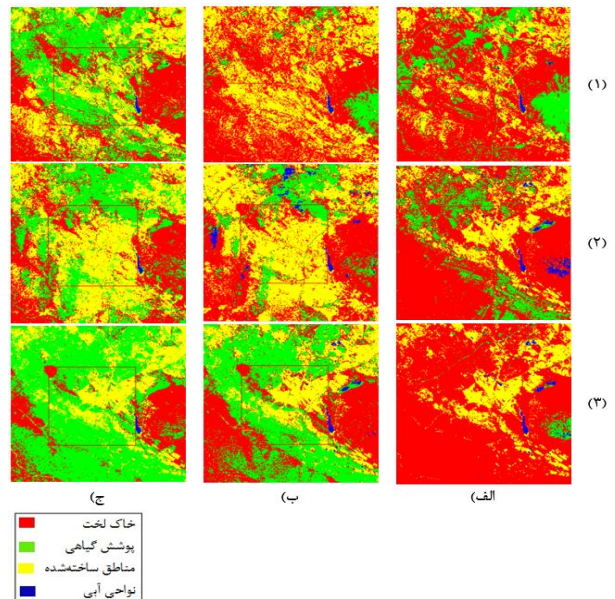 (۱)
(۲)
(۳)
الف)
ب)
ج)
خاک لخت
پوشش گیاهی
مناطق ساخته‌شده
نواحی آبی